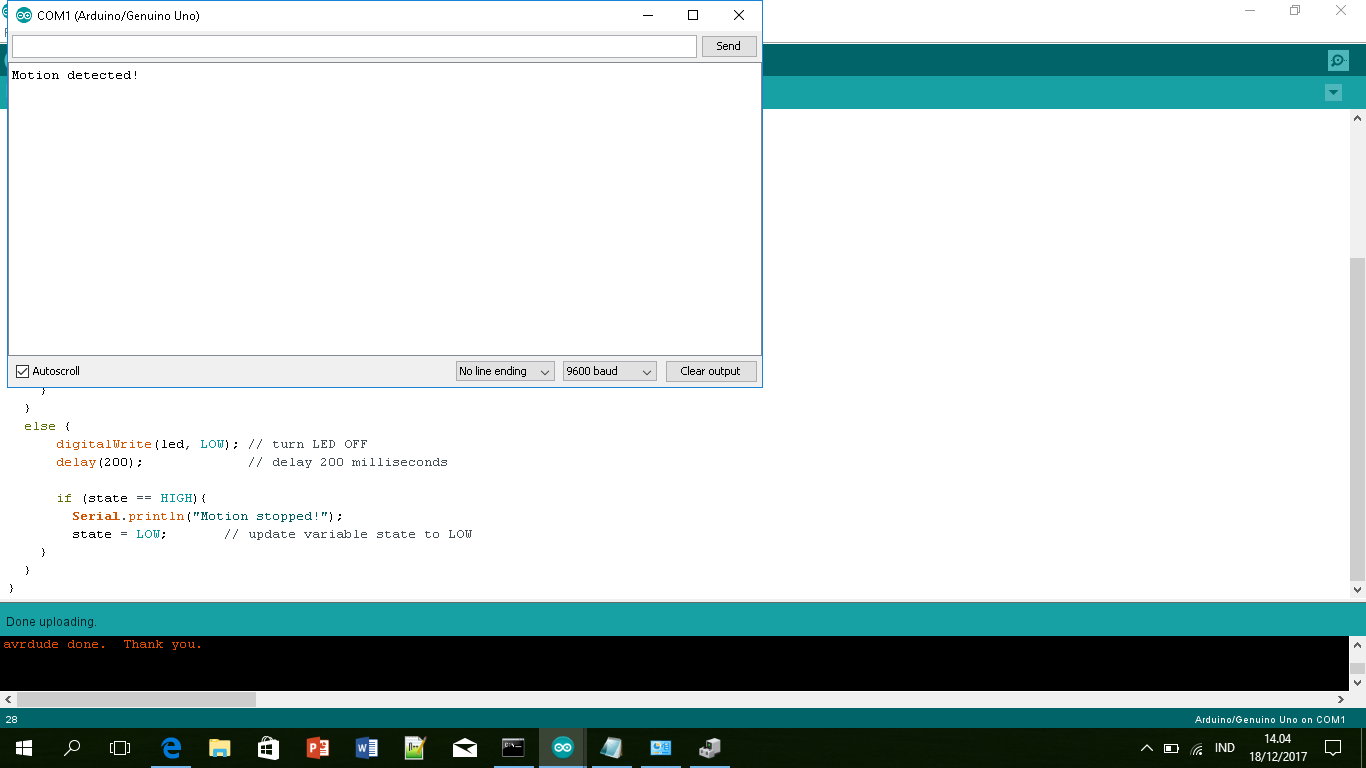 COM1 (Arduino/Genuino Uno)
Send
Motion detected!
Autoscroll
No line ending
9600 baud
Clear output
}
}
else {
digitalWrite(led, LOW); // turn LED OFF
delay(200); // delay 200 milliseconds
if (state == HIGH){
Serial.println("Motion stopped!");
state = LOW; // update variable state to LOW
}
}
}
Done uploading.
avrdude done. Thank you.
28
Arduino/Genuino Uno on COM1
IND
14.04
18/12/2017